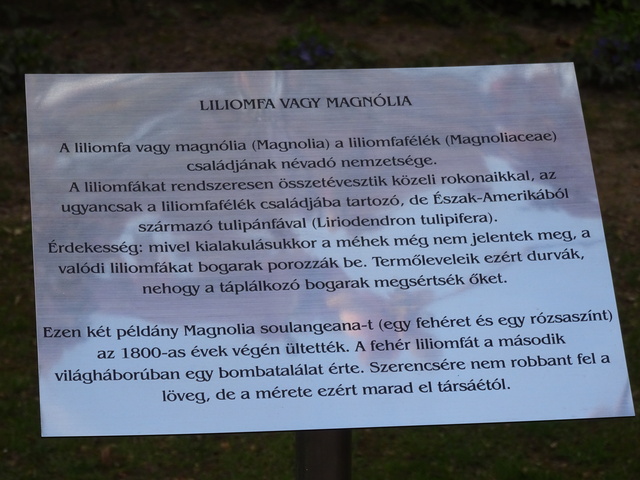 LILIOMFA VAGY MAGNÓLIA
A liliomfa vagy magnólia (Magnolia) a liliomfafélék (Magnoliaceae)
családjának névadó nemzetsége.
A liliomfákat rendszeresen összetévesztik közeli rokonaikkal, az
ugyancsak a liliomfafélék családjába tartozó, de Észak-Amerikából
származó tulipánfával (Liriodendron tulipifera).
Érdekesség: mivel kialakulásukkor a méhek még nem jelentek meg, a
valódi liliomfákat bogarak porozzák be. Termőleveleik ezért durvák,
nehogy a táplálkozó bogarak megsértsék őket.
Ezen két példány Magnolia soulangeana-t (egy fehéret és egy rózsaszínt)
az 1800-as évek végén ültették. A fehér liliomfát a második
világháborúban egy bombatalálat érte. Szerencsére nem robbant fel a
löveg, de a mérete ezért marad el társáétól.